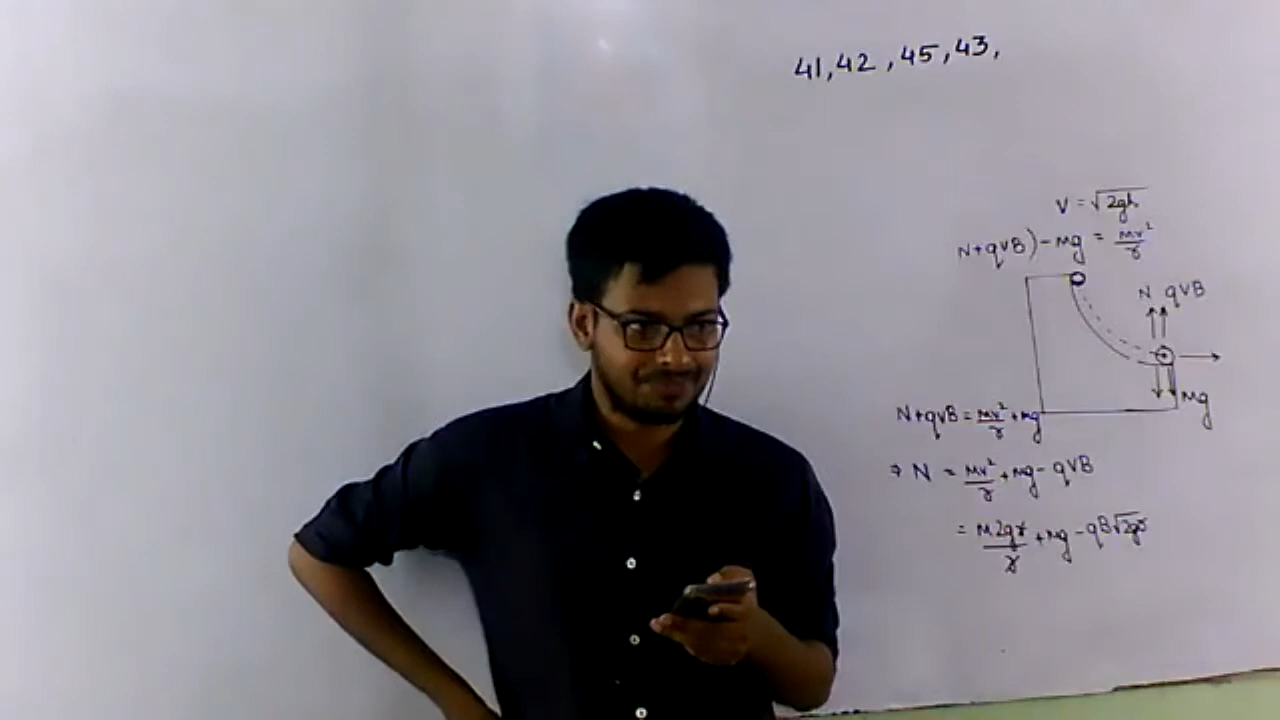 41, 42, 45, 43,
V = √2gh
N+qVB) - mg = mv²/r
N qVB
mg
N+qVB = mv²/r + mg
⇒ N = mv²/r + mg - qVB
= m2gr/r + mg - qB√2gr